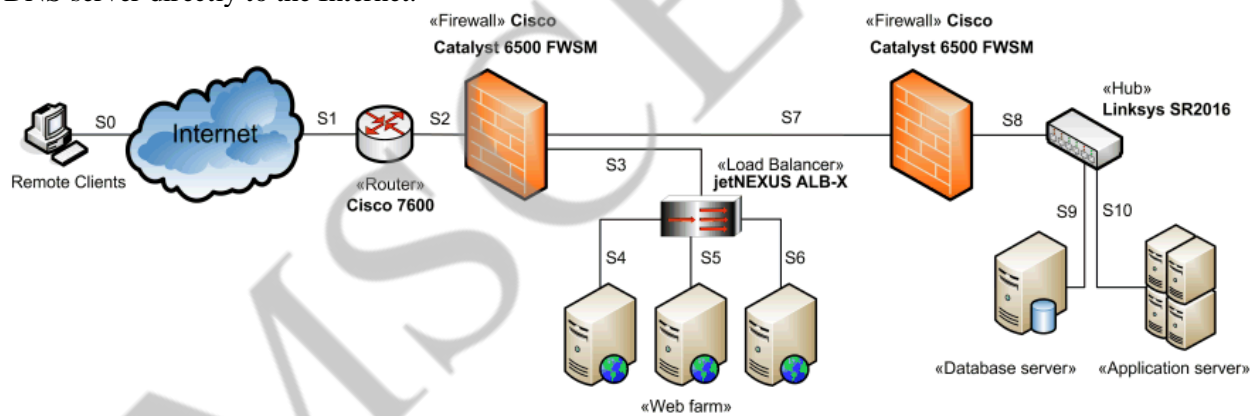 DNS server directly to the Internet.
«Firewall» Cisco
Catalyst 6500 FWSM
«Firewall» Cisco
Catalyst 6500 FWSM
«Hub»
Linksys SR2016
S0
Internet
S1
S2
S7
S8
Remote Clients
«Router»
Cisco 7600
S3
«Load Balancer»
jetNEXUS ALB-X
S9
S10
S4
S5
S6
«Database server»
«Application server»
«Web farm»
MSCE